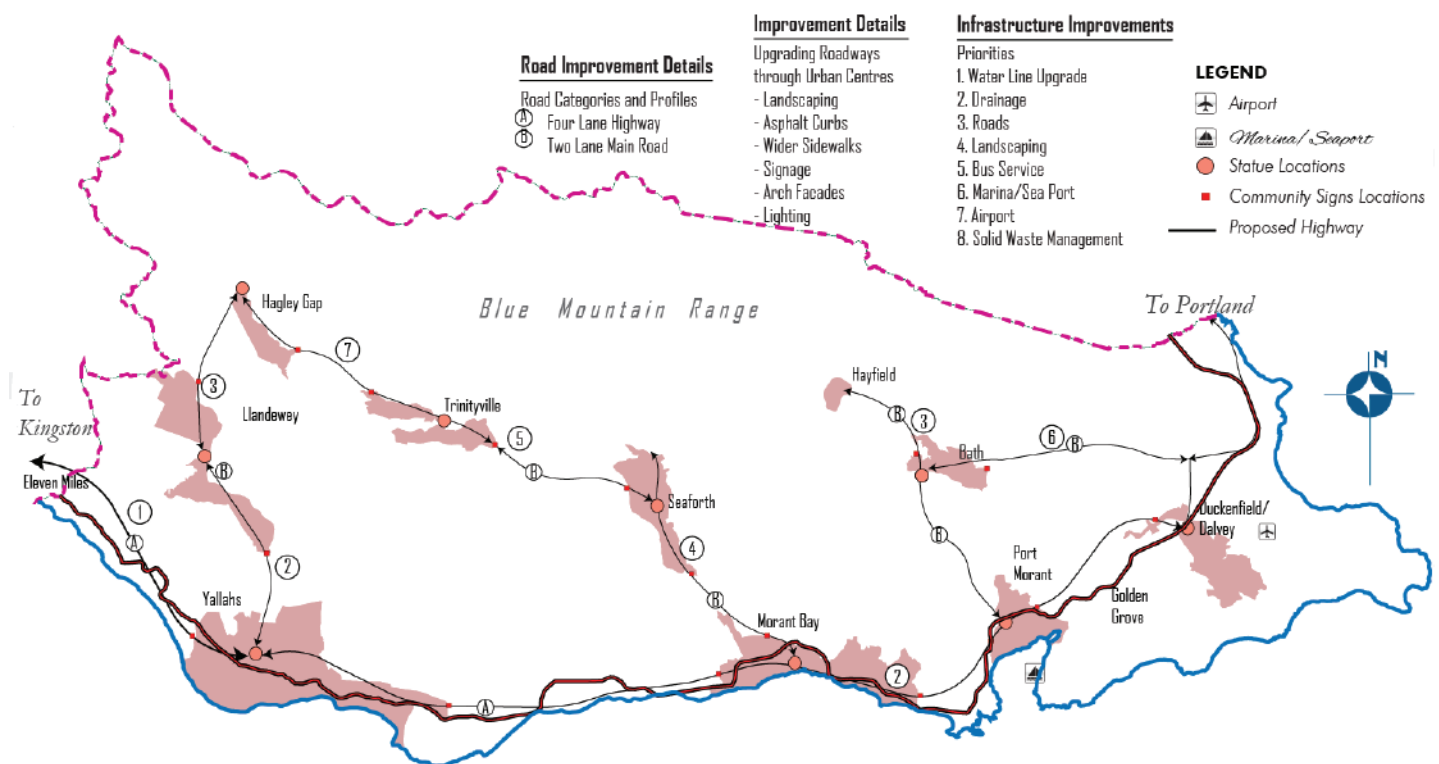 Road Improvement Details
Road Categories and Profiles
A Four Lane Highway
B Two Lane Main Road
Improvement Details
Upgrading Roadways
through Urban Centres
- Landscaping
- Asphalt Curbs
- Wider Sidewalks
- Signage
- Arch Facades
- Lighting
Infrastructure Improvements
Priorities
1. Water Line Upgrade
2. Drainage
3. Roads
4. Landscaping
5. Bus Service
6. Marina/Sea Port
7. Airport
8. Solid Waste Management
LEGEND
Airport
Marina/Seaport
Statue Locations
Community Signs Locations
Proposed Highway
Blue Mountain Range
To Portland
N
Hagley Gap
7
3
Llandewey
To
Kingston
Eleven Miles
1
A
B
2
Yallahs
Trinityville
5
B
Seaforth
4
B
Morant Bay
A
2
Hayfield
B
3
Bath
6
B
B
Port
Morant
Golden
Grove
Duckenfield/
Dalvey